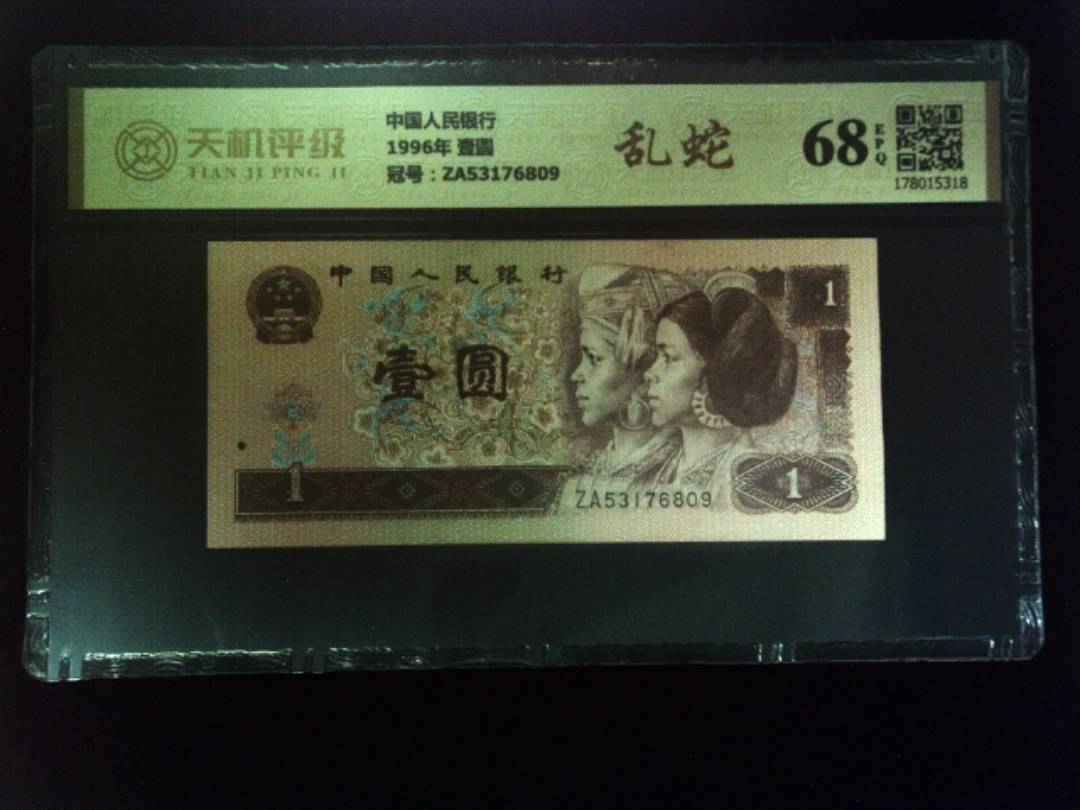 天机评级
TIAN JI PING JI
中国人民银行
1996年 壹圆
冠号：ZA53176809
乱蛇
68
EPQ
178015318
中国人民银行
1
壹圆
1
ZA53176809
1